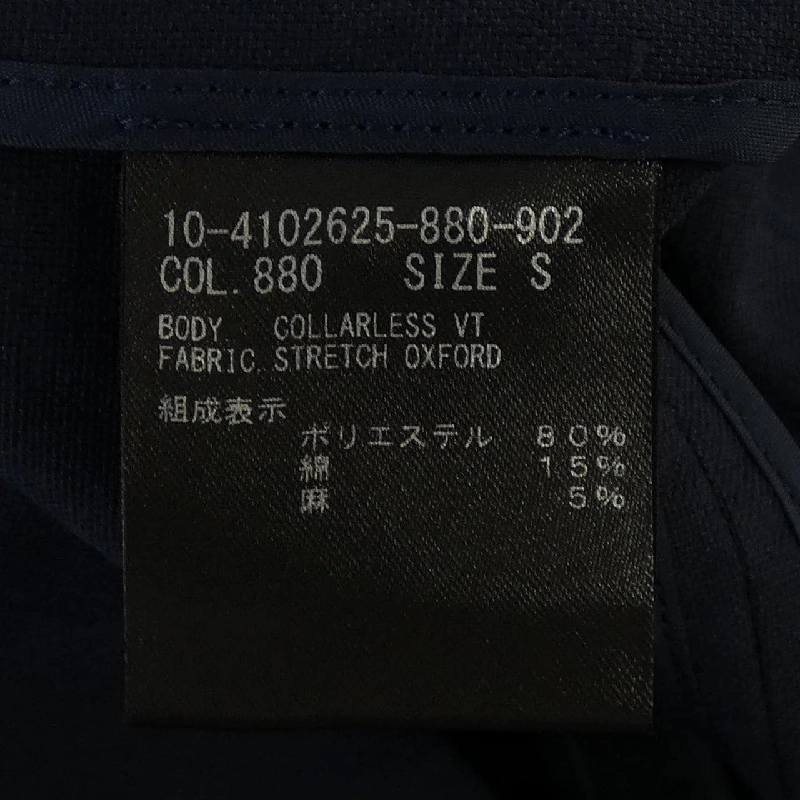 10-4102625-880-902
COL.880 SIZE S
BODY COLLARLESS VT
FABRIC STRETCH OXFORD
組成表示
ポリエステル 80%
綿 15%
麻 5%